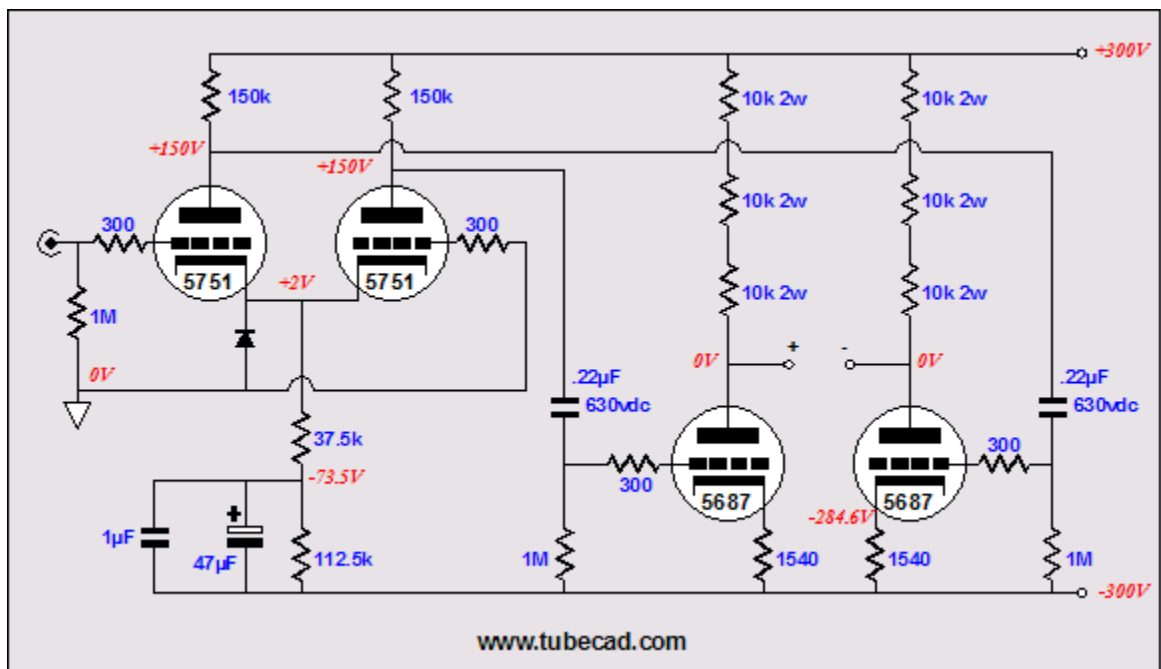 +300V
150k
150k
10k 2w
10k 2w
+150V
+150V
10k 2w
10k 2w
300
300
5751
5751
+2V
10k 2w
10k 2w
1M
0V
+
-
0V
0V
.22µF
630vdc
.22µF
630vdc
37.5k
-73.5V
300
300
5687
5687
-284.6V
+
1µF
47µF
112.5k
1M
1540
1540
1M
-300V
www.tubecad.com